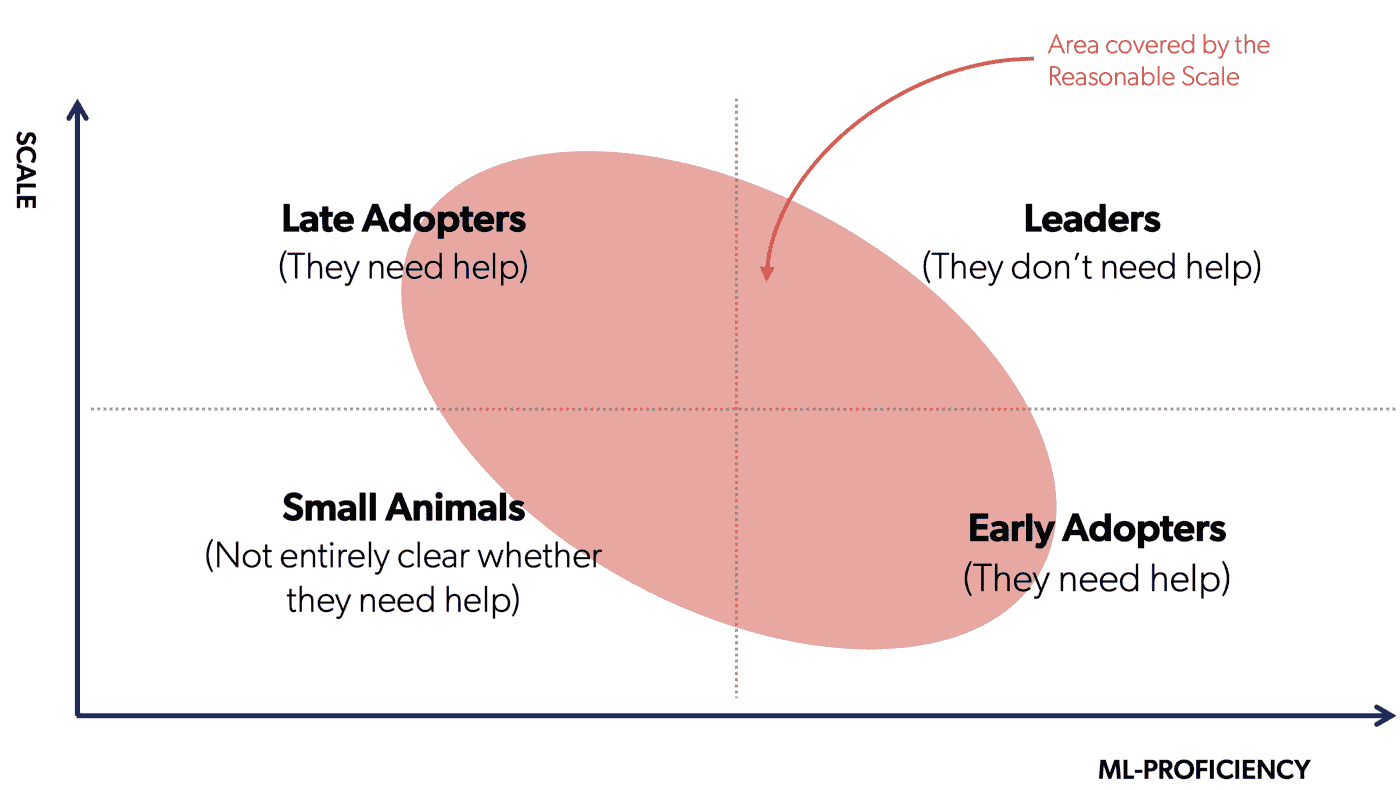 Area covered by the
Reasonable Scale
SCALE
Late Adopters
(They need help)
Leaders
(They don’t need help)
Small Animals
(Not entirely clear whether
they need help)
Early Adopters
(They need help)
ML-PROFICIENCY